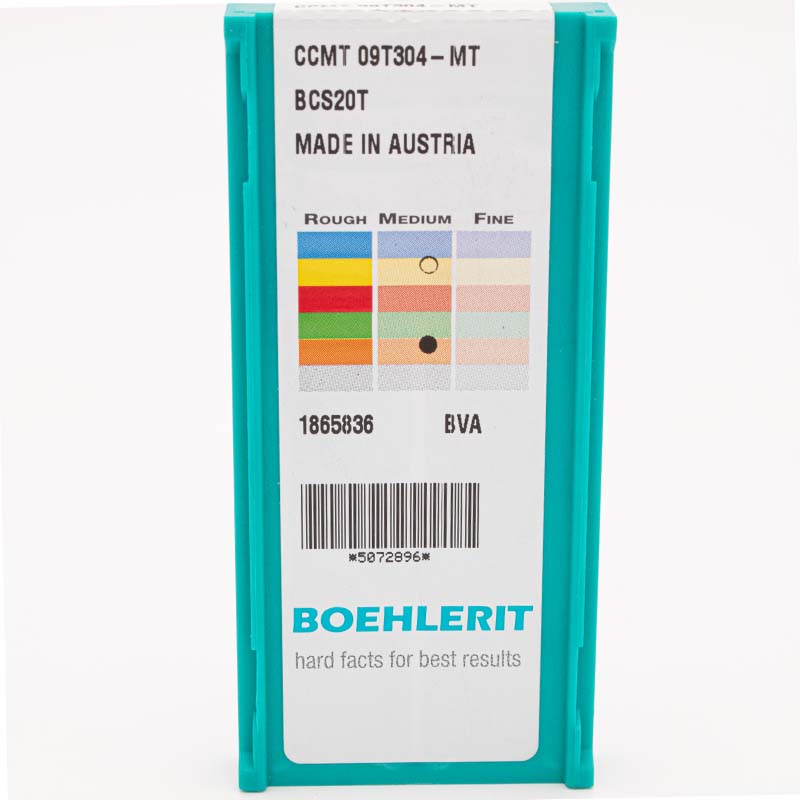 CCMT 09T304-MT
BCS20T
MADE IN AUSTRIA
ROUGH MEDIUM FINE
1865836 BVA
*5072896*
BOEHLERIT
hard facts for best results